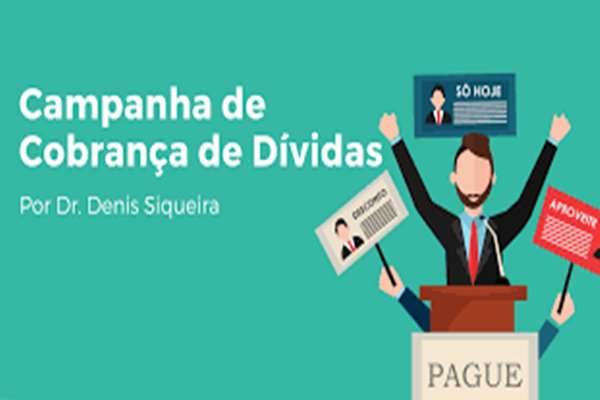 Campanha de
Cobrança de Dívidas
Por Dr. Denis Siqueira
SÓ HOJE
DESCONTO
APROVEITE
PAGUE